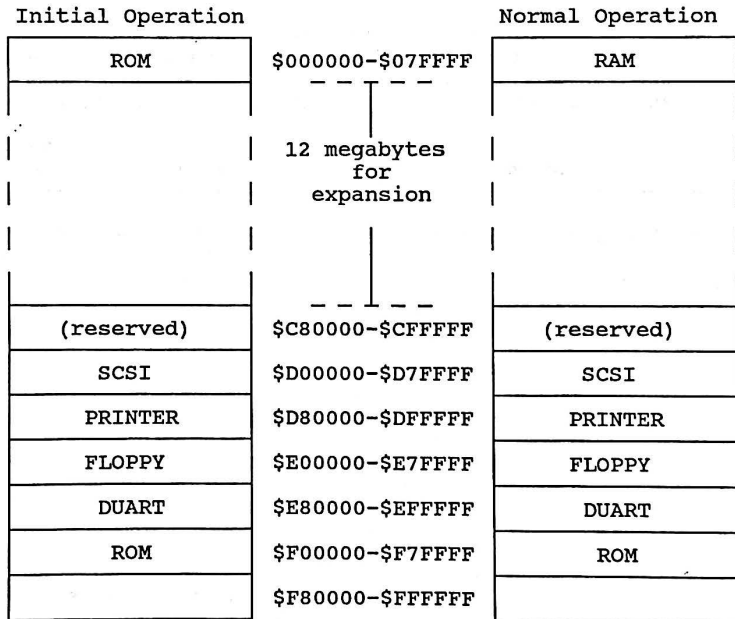 Initial Operation Normal Operation
ROM $000000-$07FFFF RAM
12 megabytes
for
expansion
(reserved) $C80000-$CFFFFF (reserved)
SCSI $D00000-$D7FFFF SCSI
PRINTER $D80000-$DFFFFF PRINTER
FLOPPY $E00000-$E7FFFF FLOPPY
DUART $E80000-$EFFFFF DUART
ROM $F00000-$F7FFFF ROM
$F80000-$FFFFFF